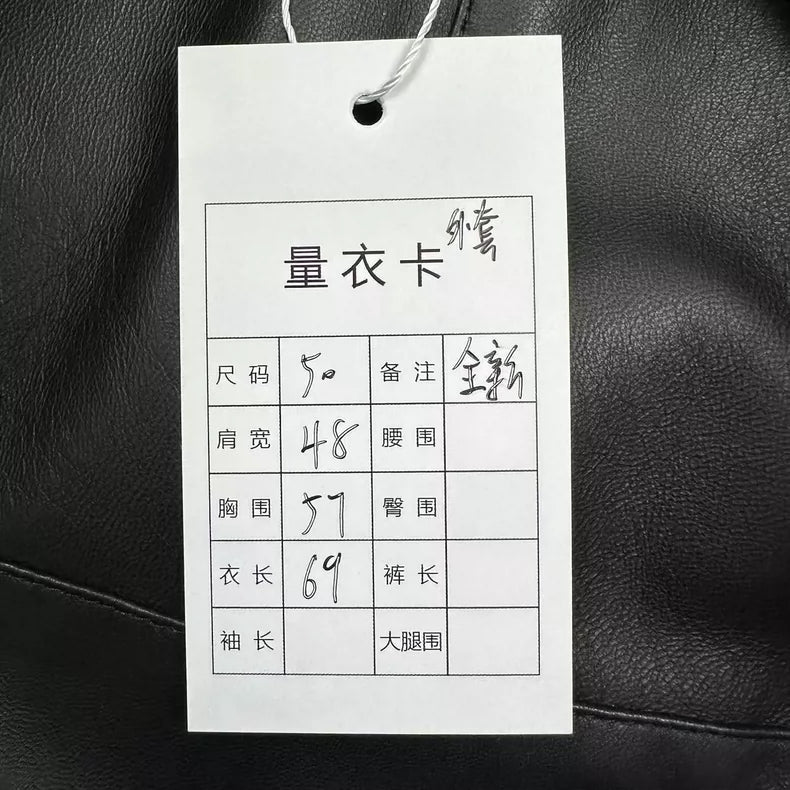 量衣卡 外套
尺码 50 备注 全新
肩宽 48 腰围
胸围 57 臀围
衣长 69 裤长
袖长 大腿围